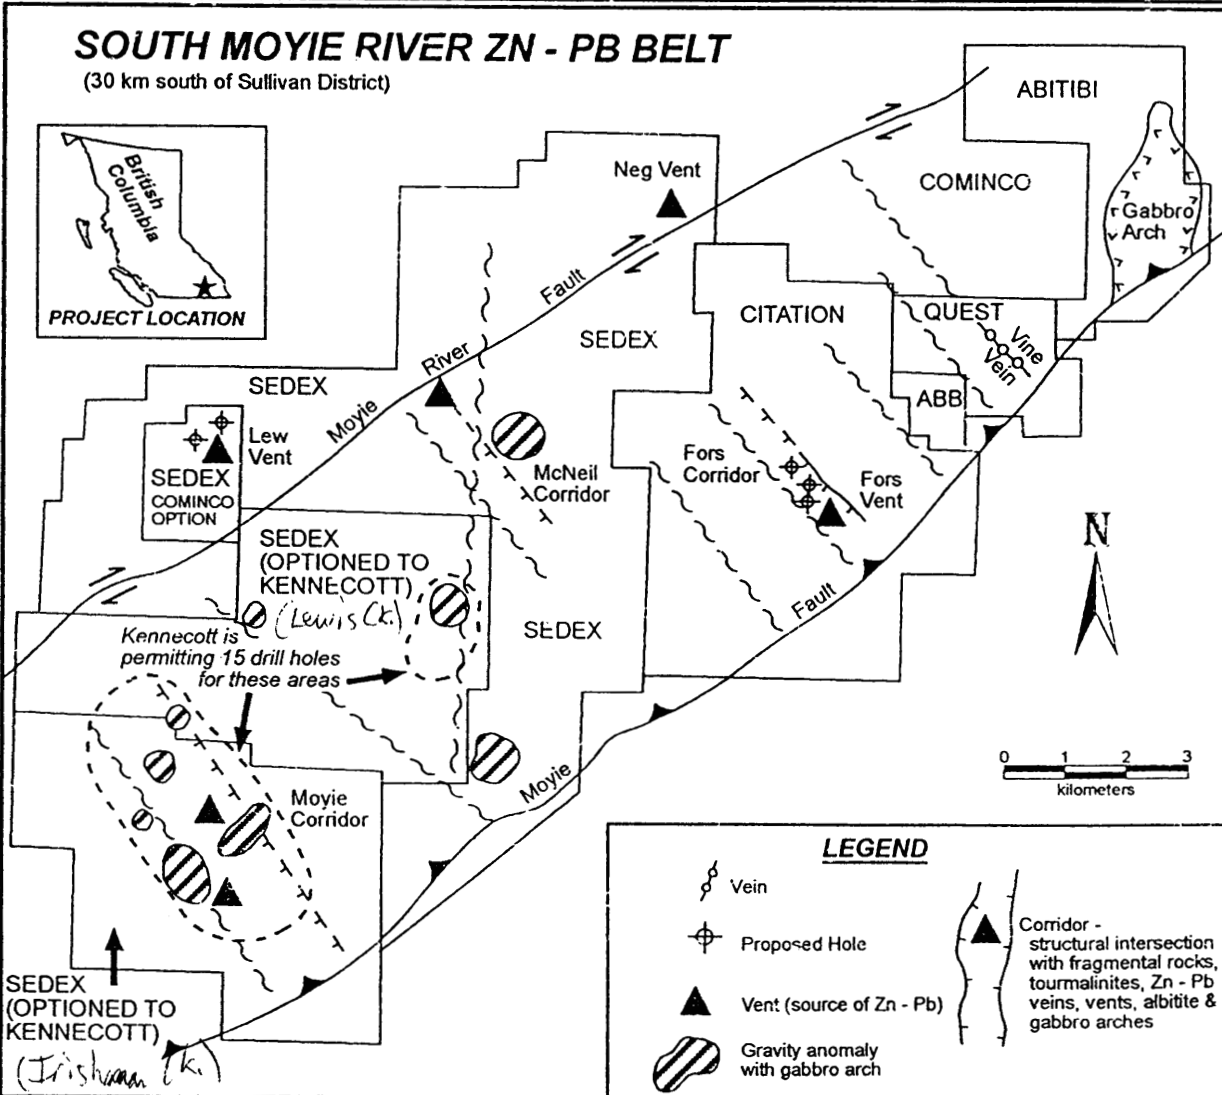 SOUTH MOYIE RIVER ZN - PB BELT
(30 km south of Sullivan District)
British
Columbia
PROJECT LOCATION
ABITIBI
COMINCO
Gabbro
Arch
Neg Vent
Fault
River
Moyie
SEDEX
CITATION
QUEST
Vine
Vein
ABB
SEDEX
Lew
Vent
SEDEX
COMINCO
OPTION
McNeil
Corridor
Fors
Corridor
Fors
Vent
SEDEX
(OPTIONED TO
KENNECOTT)
(Lewis Ck.)
SEDEX
Kennecott is
permitting 15 drill holes
for these areas
N
Fault
Moyie
Moyie
Corridor
0 1 2 3
kilometers
SEDEX
(OPTIONED TO
KENNECOTT)
(Irishman Ck.)
LEGEND
Vein
Proposed Hole
Vent (source of Zn - Pb)
Gravity anomaly
with gabbro arch
Corridor -
structural intersection
with fragmental rocks,
tourmalinites, Zn - Pb
veins, vents, albitite &
gabbro arches